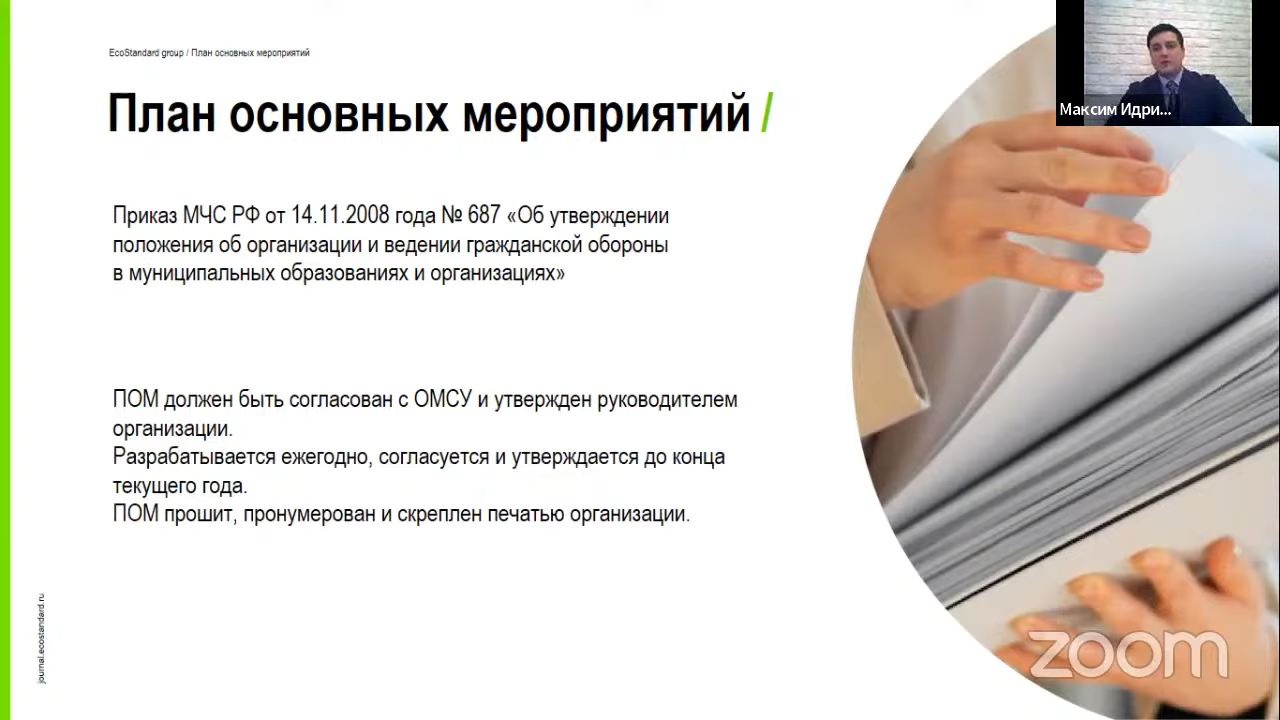 EcoStandard group / План основных мероприятий
План основных мероприятий /
Приказ МЧС РФ от 14.11.2008 года № 687 «Об утверждении
положения об организации и ведении гражданской обороны
в муниципальных образованиях и организациях»
ПОМ должен быть согласован с ОМСУ и утвержден руководителем
организации.
Разрабатывается ежегодно, согласуется и утверждается до конца
текущего года.
ПОМ прошит, пронумерован и скреплен печатью организации.
journal.ecostandard.ru
Максим Идри...
zoom